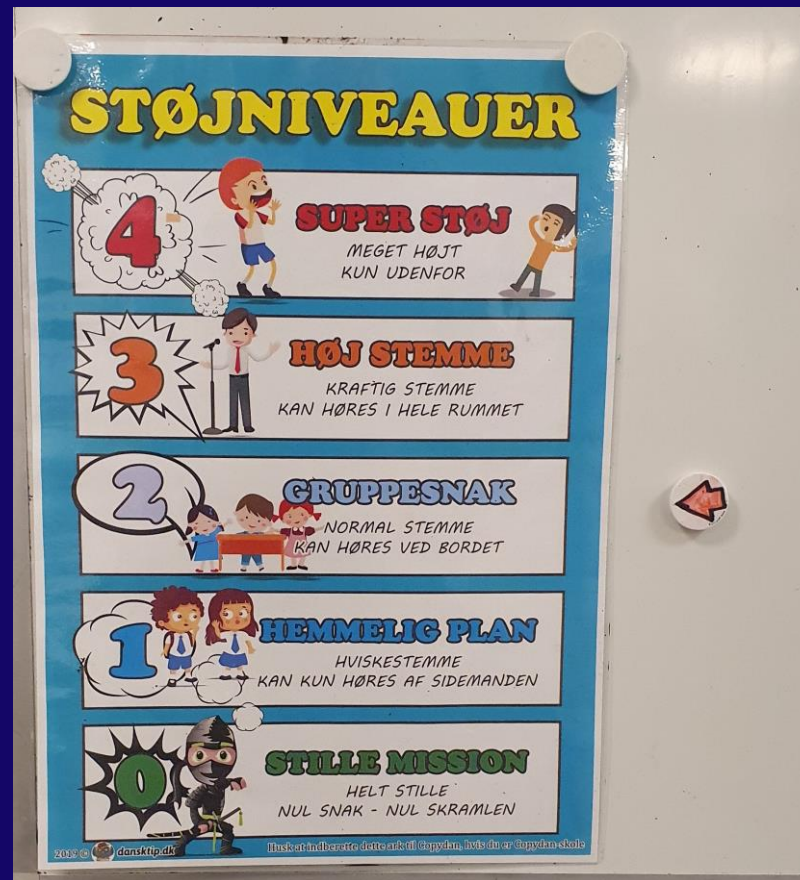 STØJNIVEAUER
4
SUPER STØJ
MEGET HØJT
KUN UDENFOR
3
HØJ STEMME
KRAFTIG STEMME
KAN HØRES I HELE RUMMET
2
GRUPPESNAK
NORMAL STEMME
KAN HØRES VED BORDET
1
HEMMELIG PLAN
HVISKESTEMME
KAN KUN HØRES AF SIDEMANDEN
0
STILLE MISSION
HELT STILLE
NUL SNAK - NUL SKRAMLEN
2019 © dansktip.dk
Husk at indberette dette ark til Copydan, hvis du er Copydan-skole